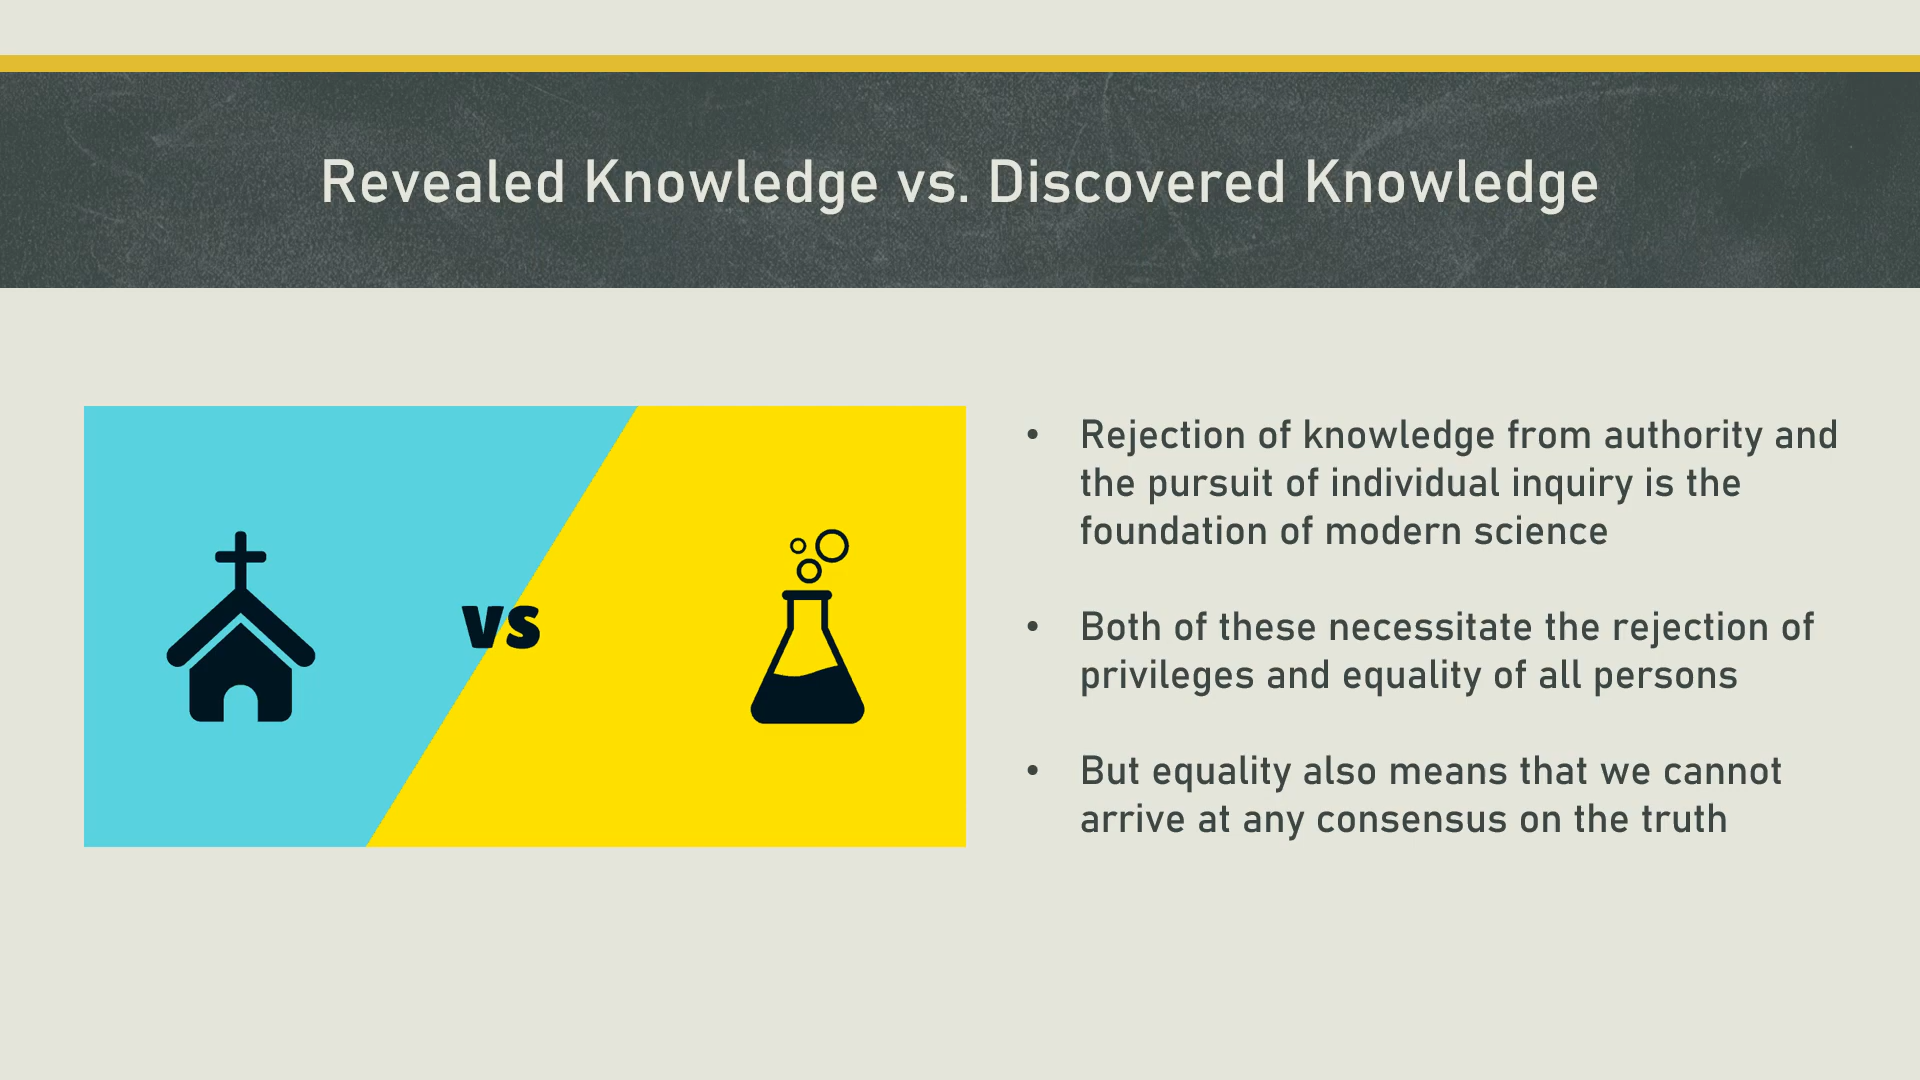 Revealed Knowledge vs. Discovered Knowledge
vs
• Rejection of knowledge from authority and
the pursuit of individual inquiry is the
foundation of modern science
• Both of these necessitate the rejection of
privileges and equality of all persons
• But equality also means that we cannot
arrive at any consensus on the truth